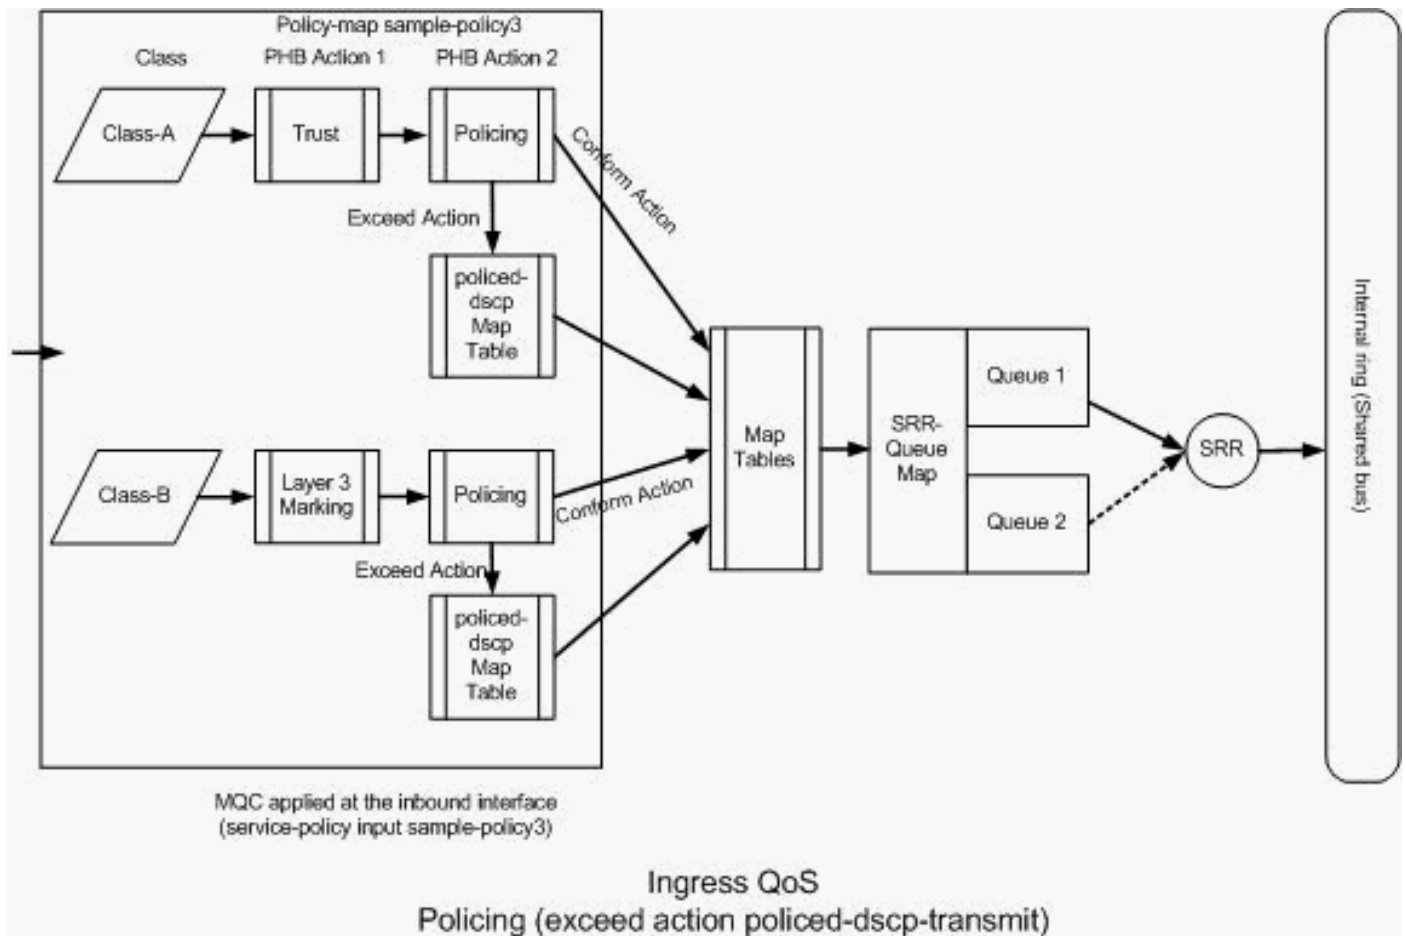 Policy-map sample-policy3
Class
PHB Action 1
PHB Action 2
Class-A
Trust
Policing
Conform Action
Exceed Action
policed-
dscp
Map
Table
Class-B
Layer 3
Marking
Policing
Conform Action
Exceed Action
policed-
dscp
Map
Table
Map
Tables
SRR-
Queue
Map
Queue 1
Queue 2
SRR
Internal ring (Shared bus)
MQC applied at the inbound interface
(service-policy input sample-policy3)
Ingress QoS
Policing (exceed action policed-dscp-transmit)